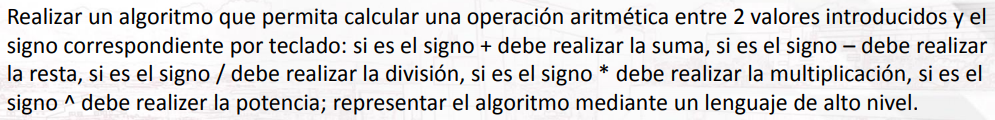 Realizar un algoritmo que permita calcular una operación aritmética entre 2 valores introducidos y el
signo correspondiente por teclado: si es el signo + debe realizar la suma, si es el signo – debe realizar
la resta, si es el signo / debe realizar la división, si es el signo * debe realizar la multiplicación, si es el
signo ^ debe realizer la potencia; representar el algoritmo mediante un lenguaje de alto nivel.